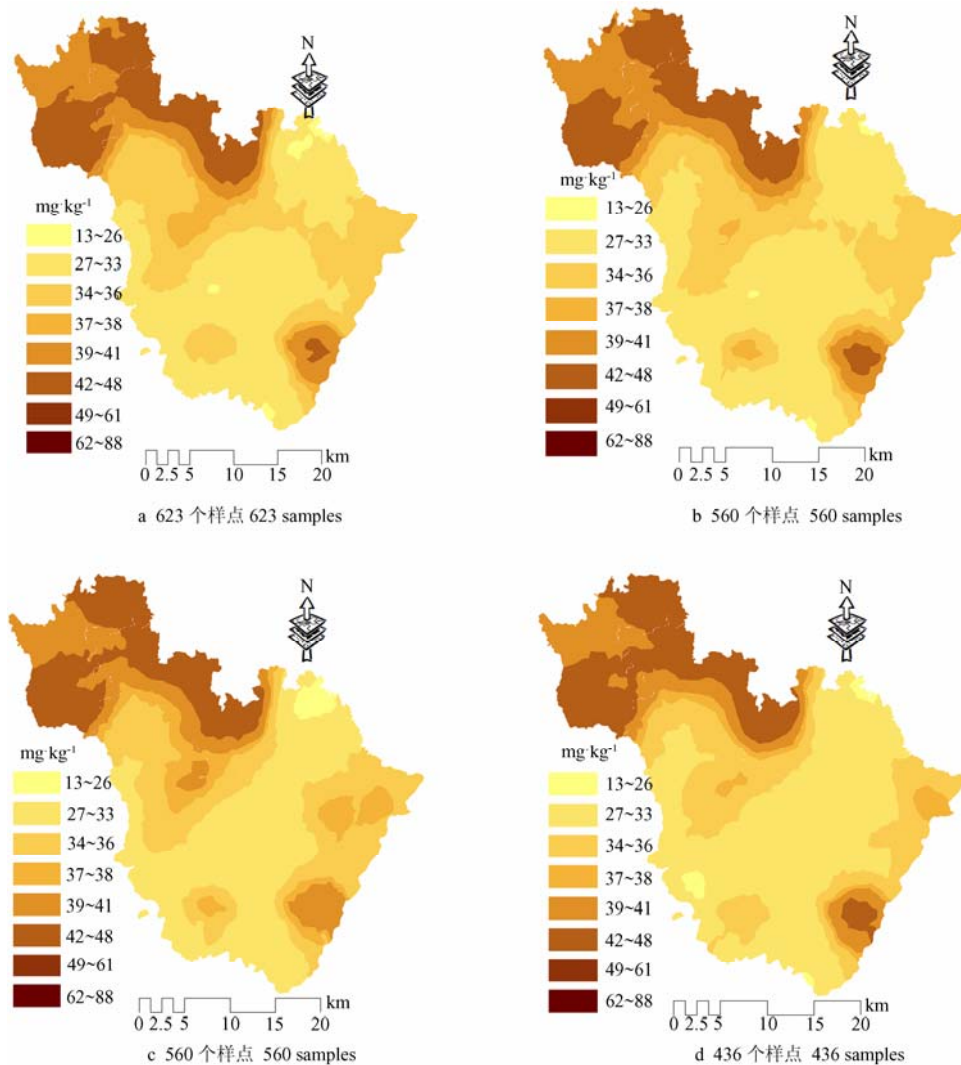 N
mg·kg-1
13~26
27~33
34~36
37~38
39~41
42~48
49~61
62~88
km
0 2.5 5 10 15 20
a 623 个样点 623 samples
N
mg·kg-1
13~26
27~33
34~36
37~38
39~41
42~48
49~61
62~88
km
0 2.5 5 10 15 20
b 560 个样点 560 samples
N
mg·kg-1
13~26
27~33
34~36
37~38
39~41
42~48
49~61
62~88
km
0 2.5 5 10 15 20
c 560 个样点 560 samples
N
mg·kg-1
13~26
27~33
34~36
37~38
39~41
42~48
49~61
62~88
km
0 2.5 5 10 15 20
d 436 个样点 436 samples